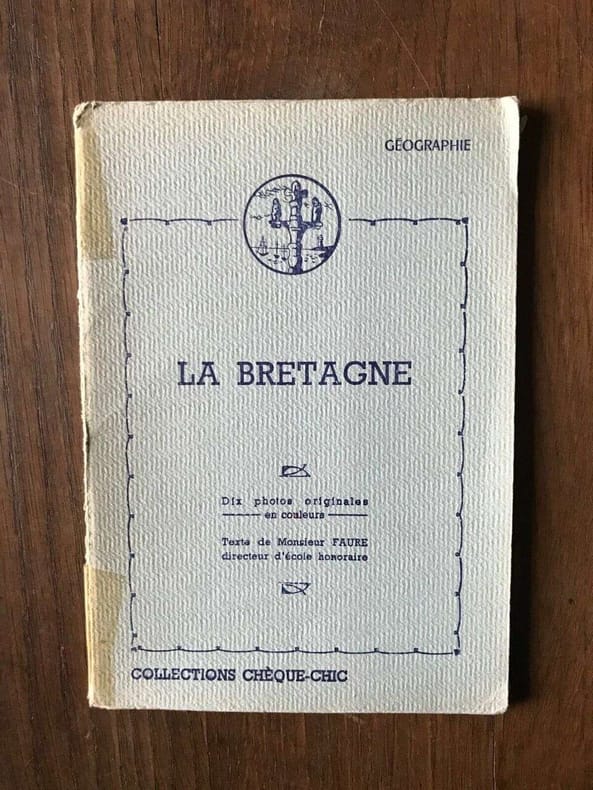 GÉOGRAPHIE
LA BRETAGNE
Dix photos originales
en couleurs
Texte de Monsieur FAURE
directeur d'école honoraire
COLLECTIONS CHÈQUE-CHIC